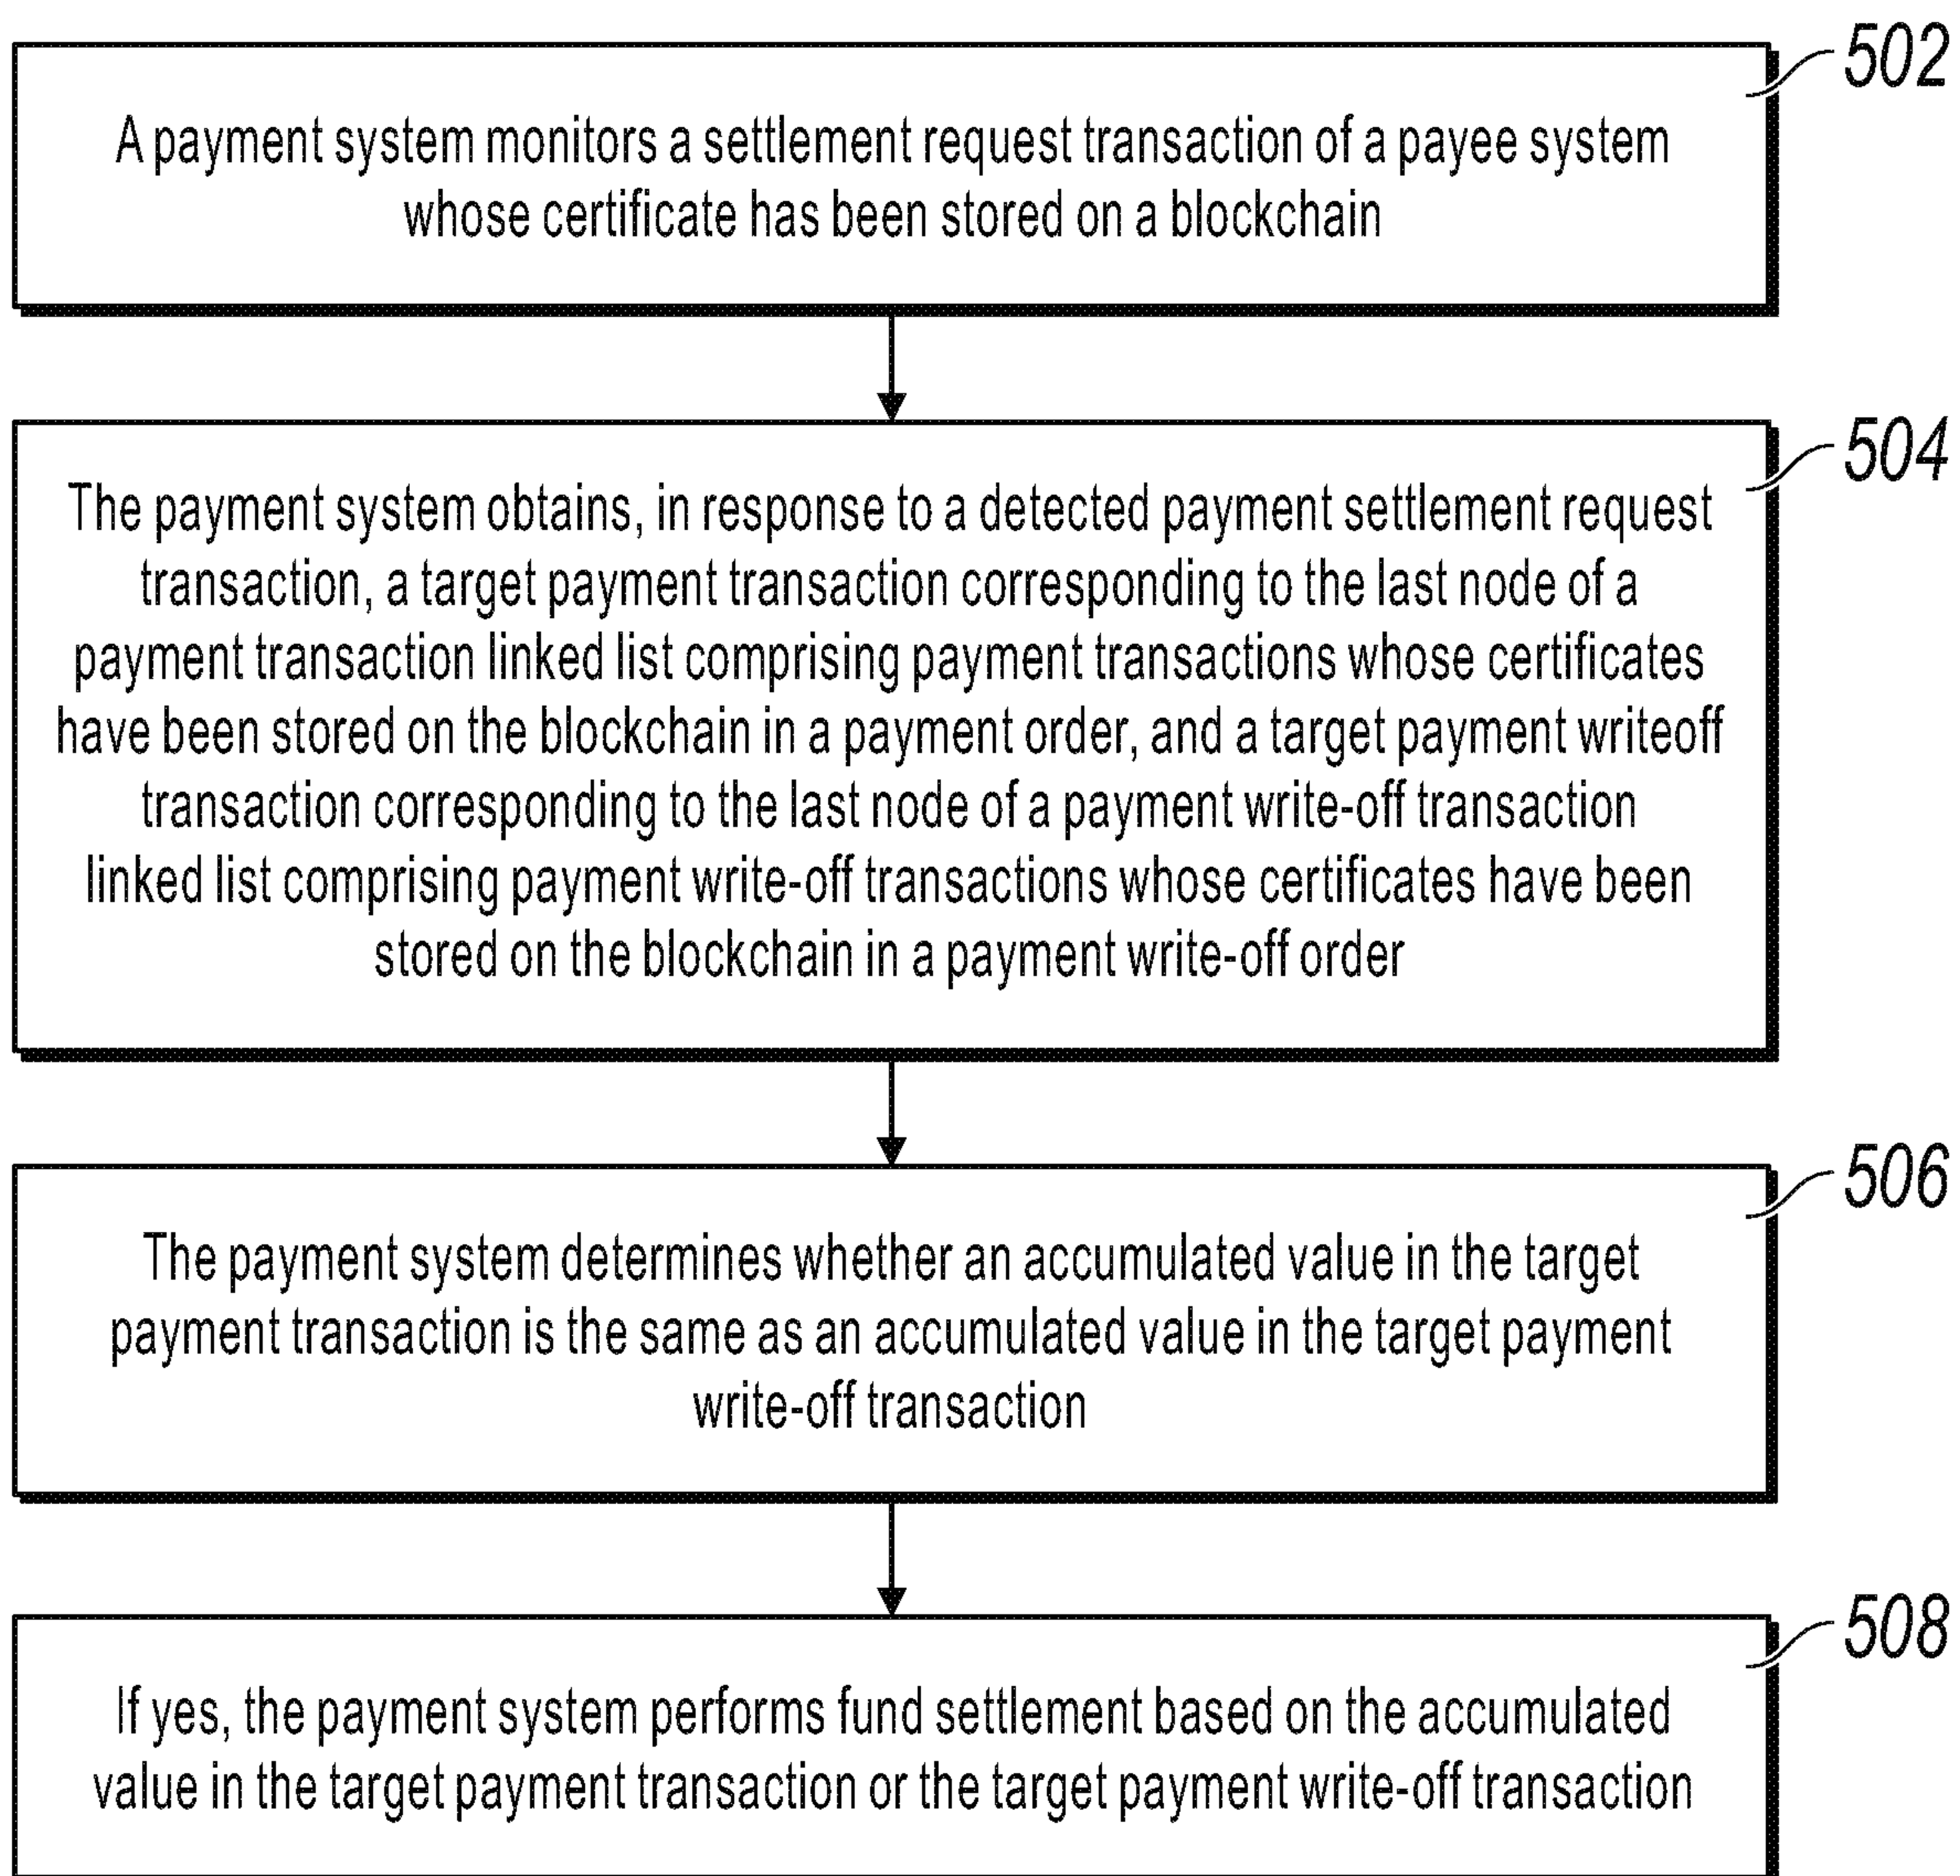 502
A payment system monitors a settlement request transaction of a payee system
whose certificate has been stored on a blockchain
504
The payment system obtains, in response to a detected payment settlement request
transaction, a target payment transaction corresponding to the last node of a
payment transaction linked list comprising payment transactions whose certificates
have been stored on the blockchain in a payment order, and a target payment writeoff
transaction corresponding to the last node of a payment write-off transaction
linked list comprising payment write-off transactions whose certificates have been
stored on the blockchain in a payment write-off order
506
The payment system determines whether an accumulated value in the target
payment transaction is the same as an accumulated value in the target payment
write-off transaction
508
If yes, the payment system performs fund settlement based on the accumulated
value in the target payment transaction or the target payment write-off transaction